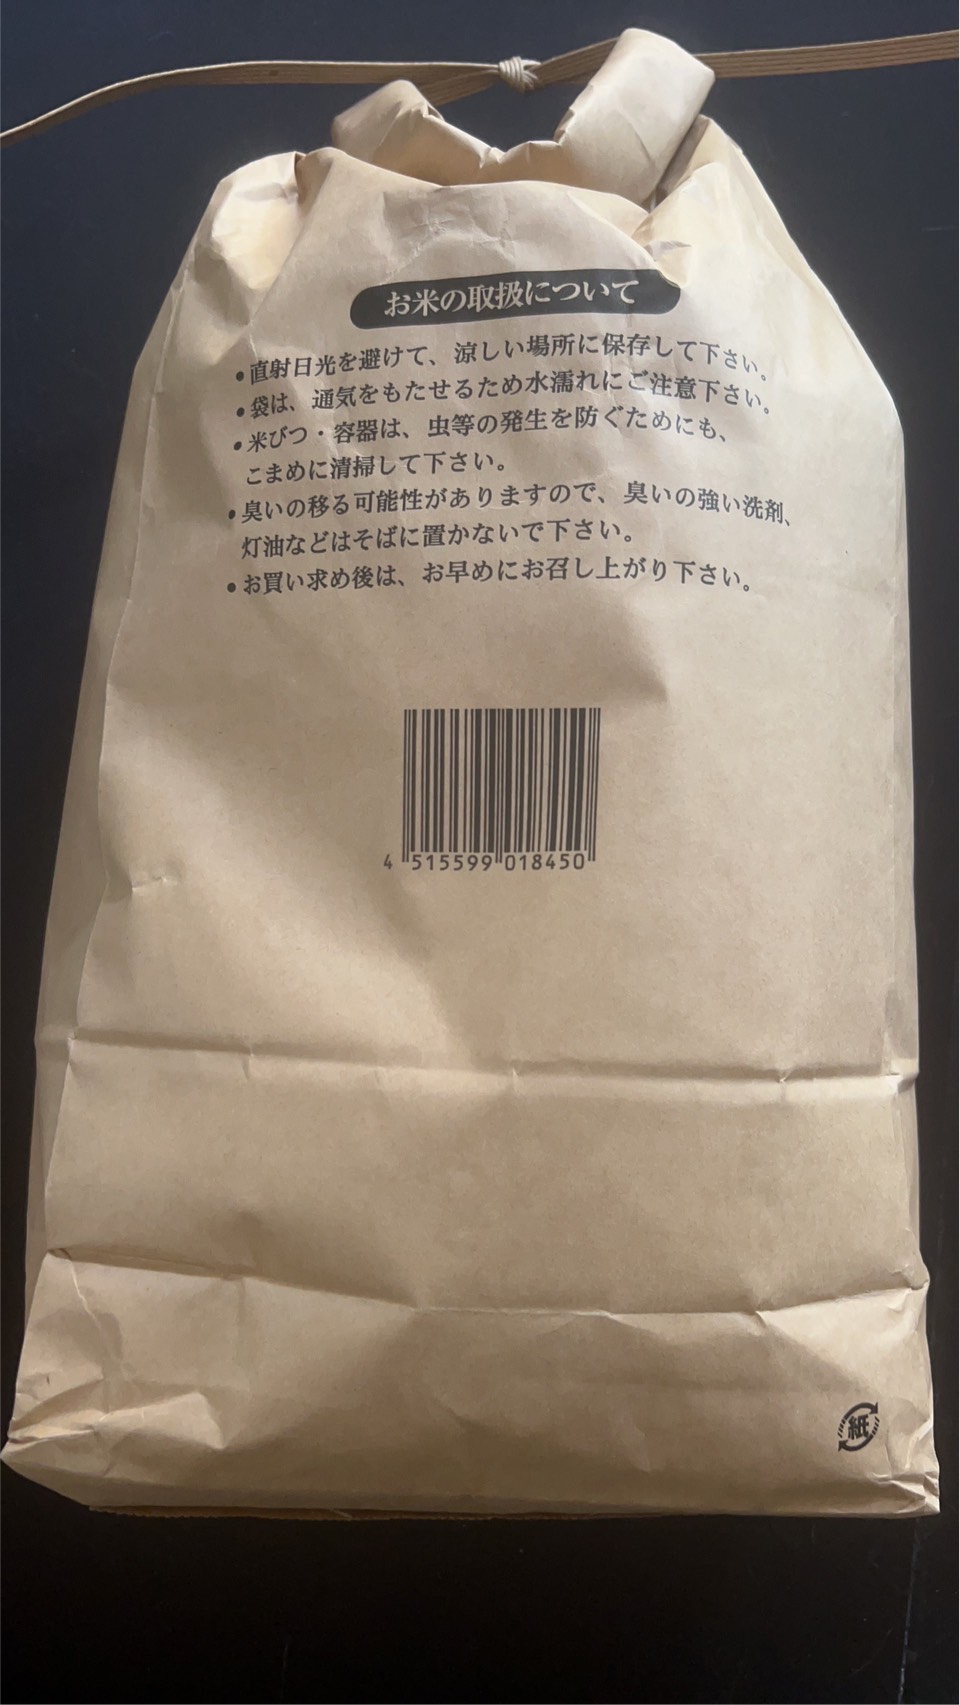 お米の取扱について
●直射日光を避けて、涼しい場所に保存して下さい。
●袋は、通気をもたせるため水濡れにご注意下さい。
●米びつ・容器は、虫等の発生を防ぐためにも、
こまめに清掃して下さい。
●臭いの移る可能性がありますので、臭いの強い洗剤、
灯油などはそばに置かないで下さい。
●お買い求め後は、お早めにお召し上がり下さい。
4 515599 018450
紙